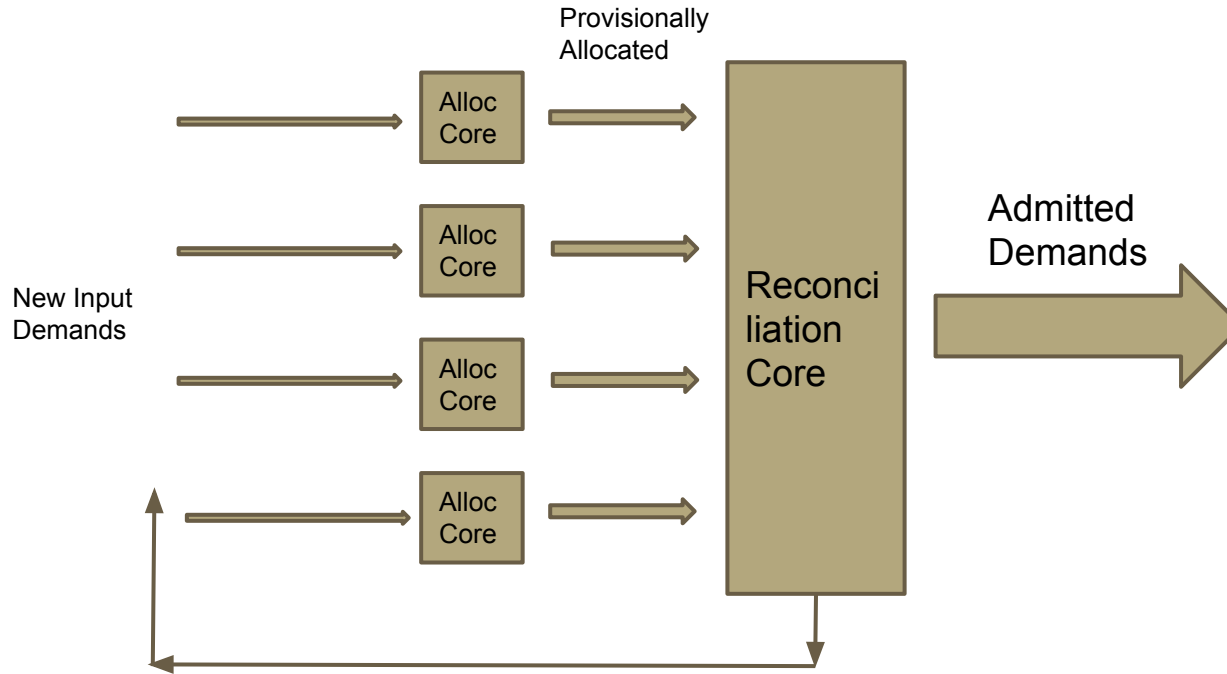 Provisionally
Allocated
Alloc
Core
Alloc
Core
Admitted
Demands
New Input
Demands
Reconci
liation
Core
Alloc
Core
Alloc
Core